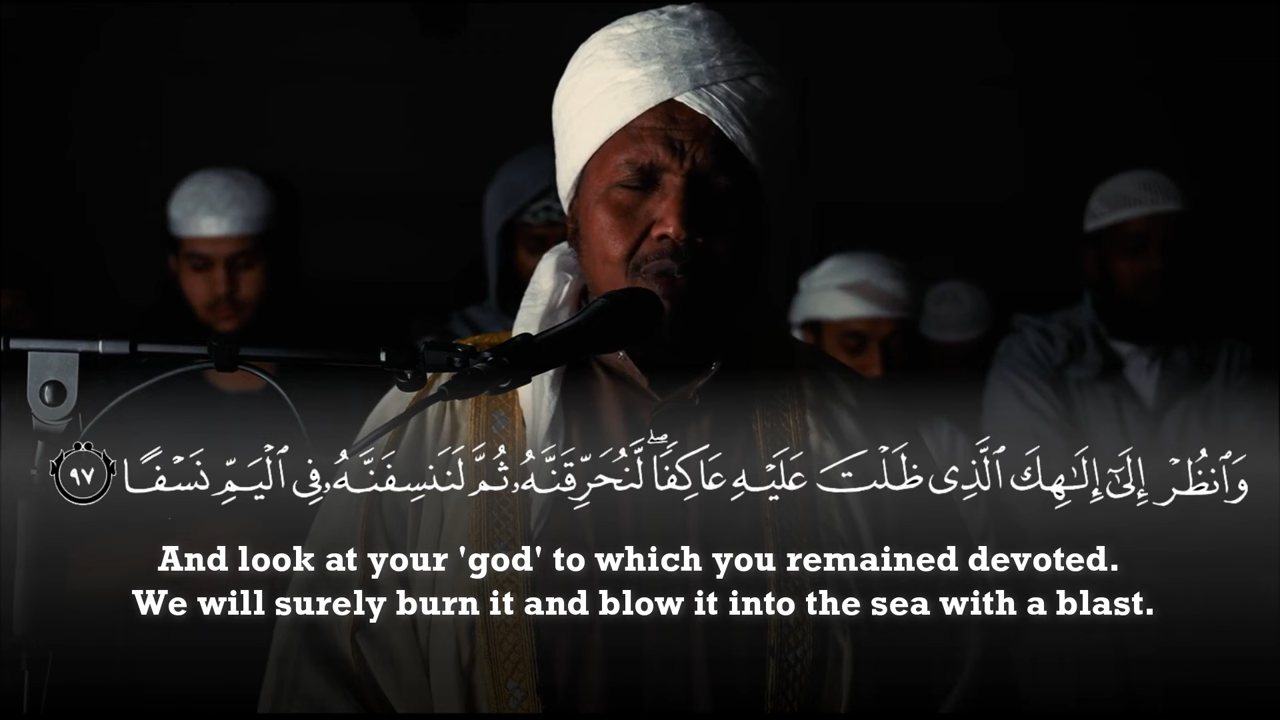 وَٱنظُرْ إِلَىٰٓ إِلَـٰهِكَ ٱلَّذِى ظَلْتَ عَلَيْهِ عَاكِفًا ۖ لَّنُحَرِّقَنَّهُۥ ثُمَّ لَنَنسِفَنَّهُۥ فِى ٱلْيَمِّ نَسْفًا ٩٧
And look at your 'god' to which you remained devoted.
We will surely burn it and blow it into the sea with a blast.